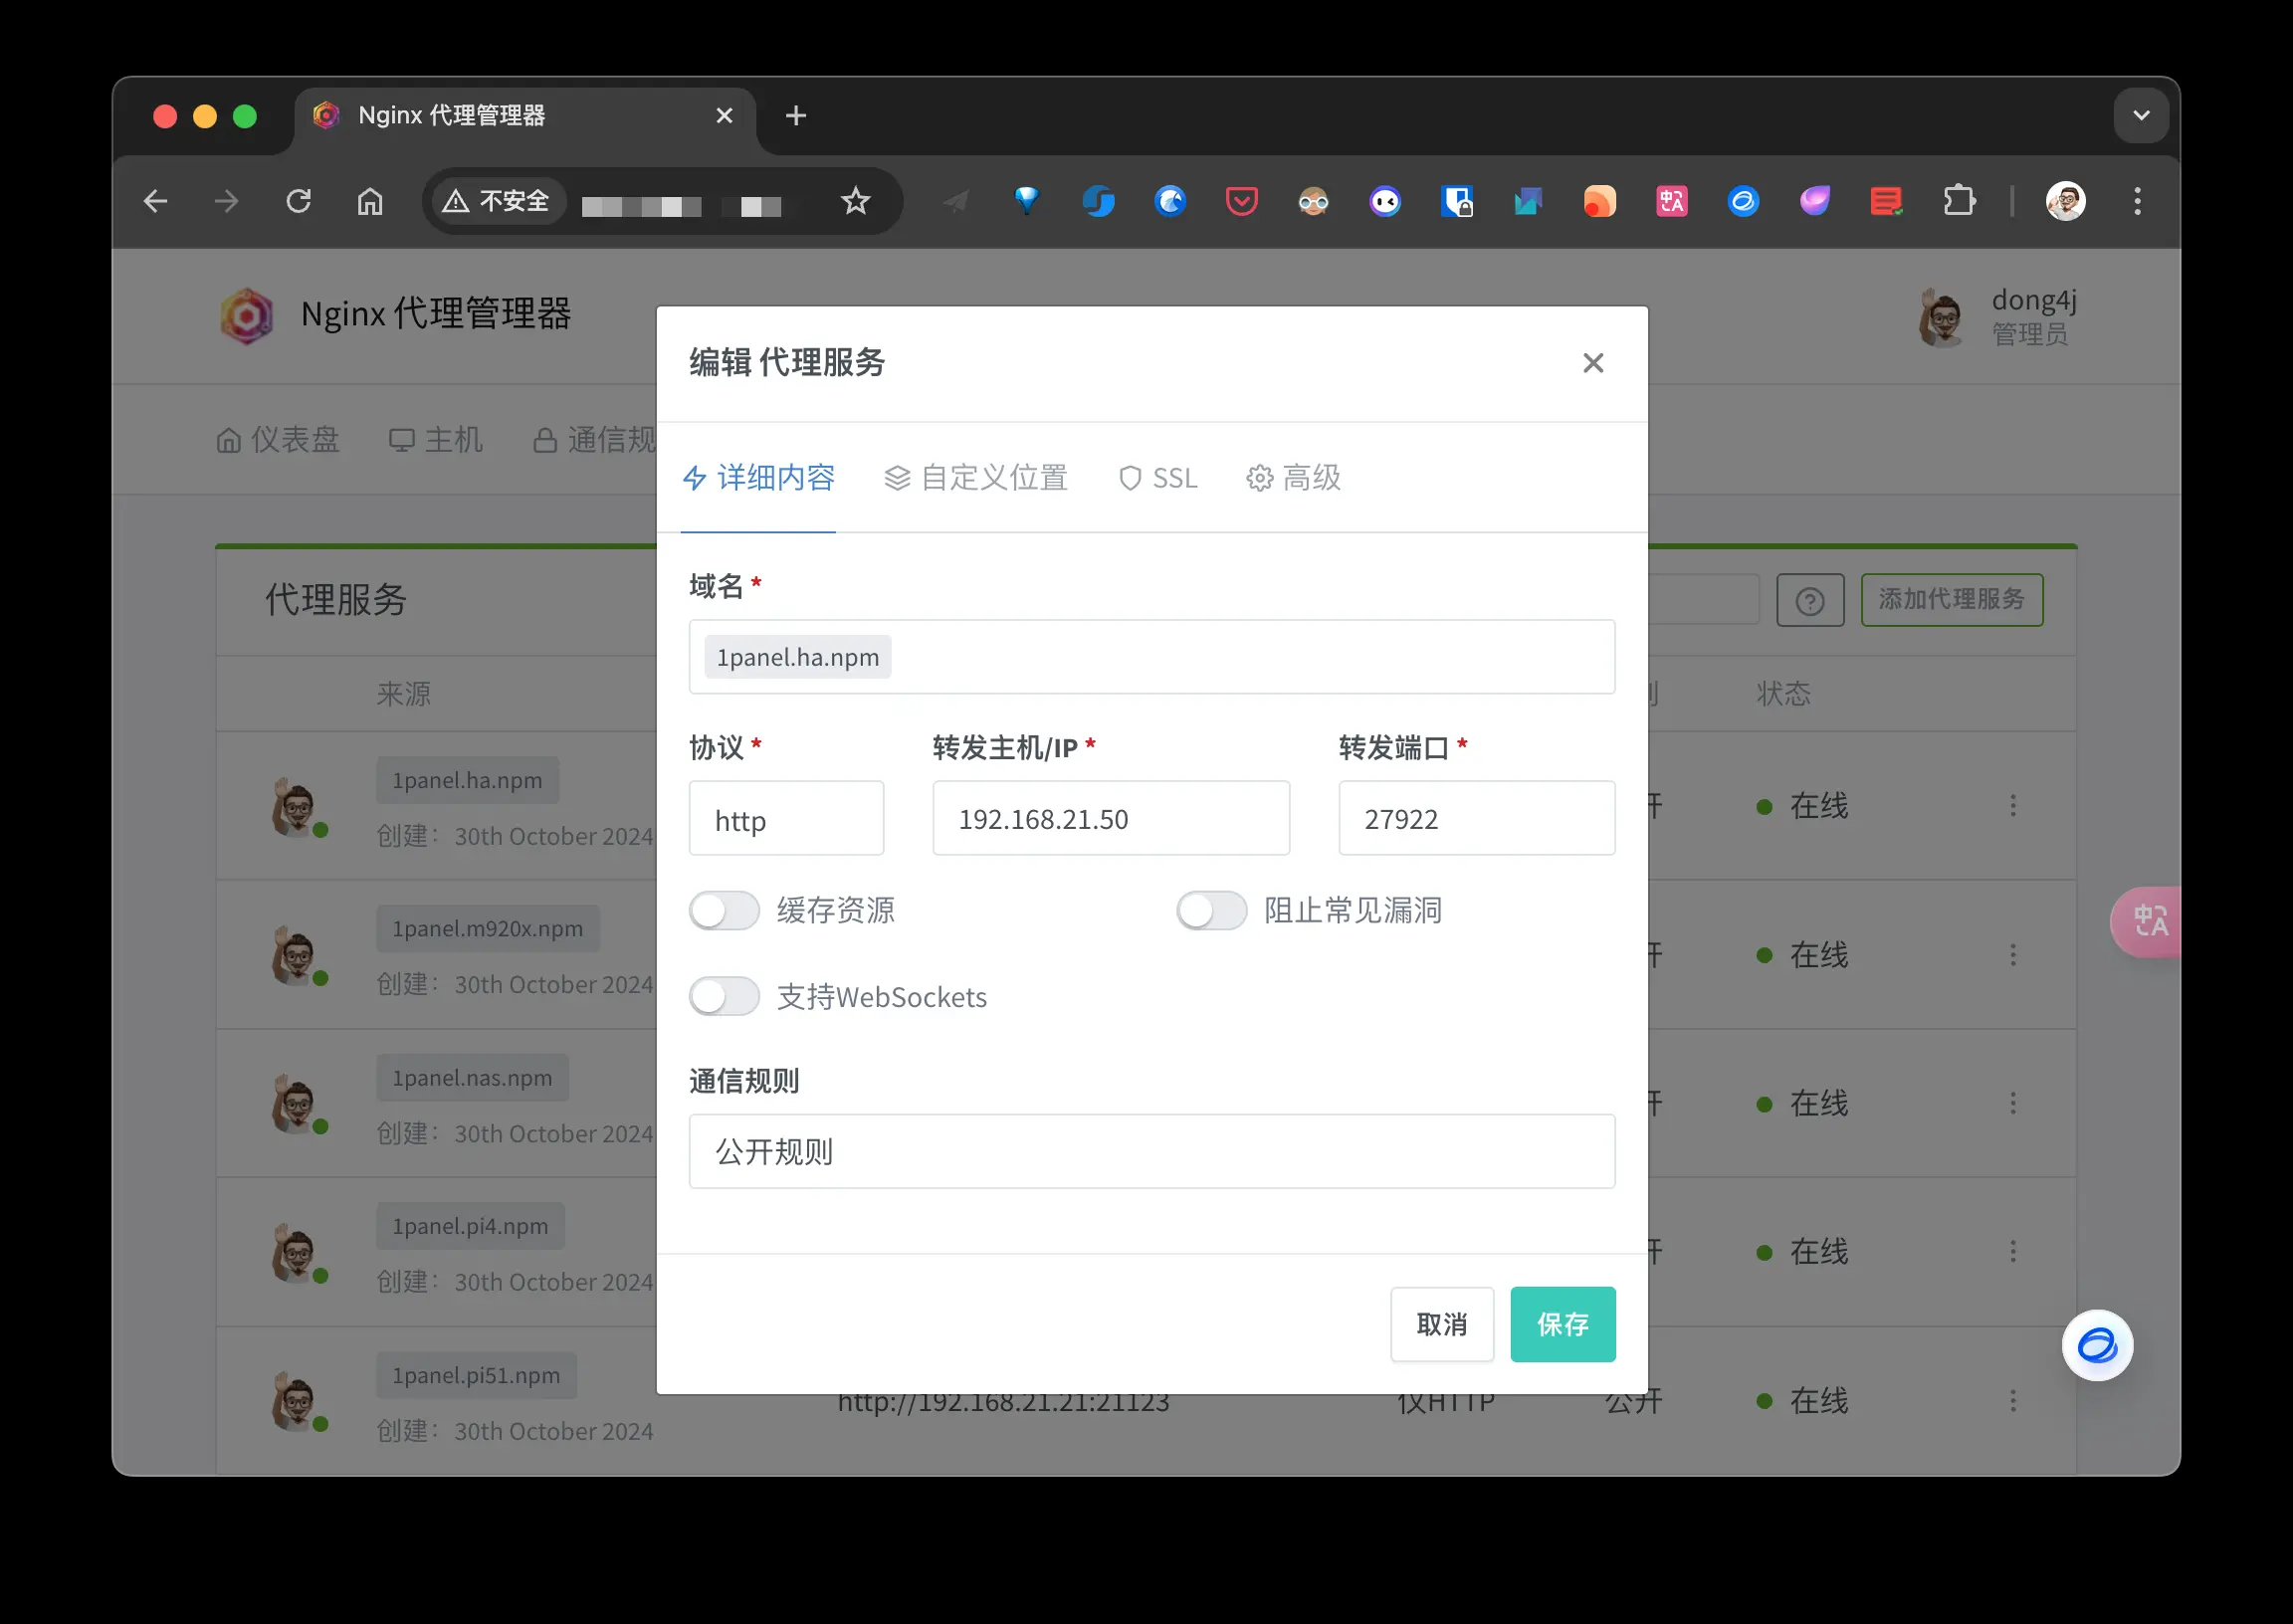 Nginx 代理管理器
不安全
Nginx 代理管理器
dong4j
管理员
仪表盘
主机
通信规
代理服务
添加代理服务
来源
状态
1panel.ha.npm
创建： 30th October 2024
开
在线
1panel.m920x.npm
创建： 30th October 2024
开
在线
1panel.nas.npm
创建： 30th October 2024
开
在线
1panel.pi4.npm
创建： 30th October 2024
开
在线
1panel.pi51.npm
创建： 30th October 2024
http://192.168.21.21:21123
仅HTTP
公开
在线
编辑 代理服务
详细内容
自定义位置
SSL
高级
域名 *
1panel.ha.npm
协议 *
转发主机/IP *
转发端口 *
http
192.168.21.50
27922
缓存资源
阻止常见漏洞
支持WebSockets
通信规则
公开规则
取消
保存